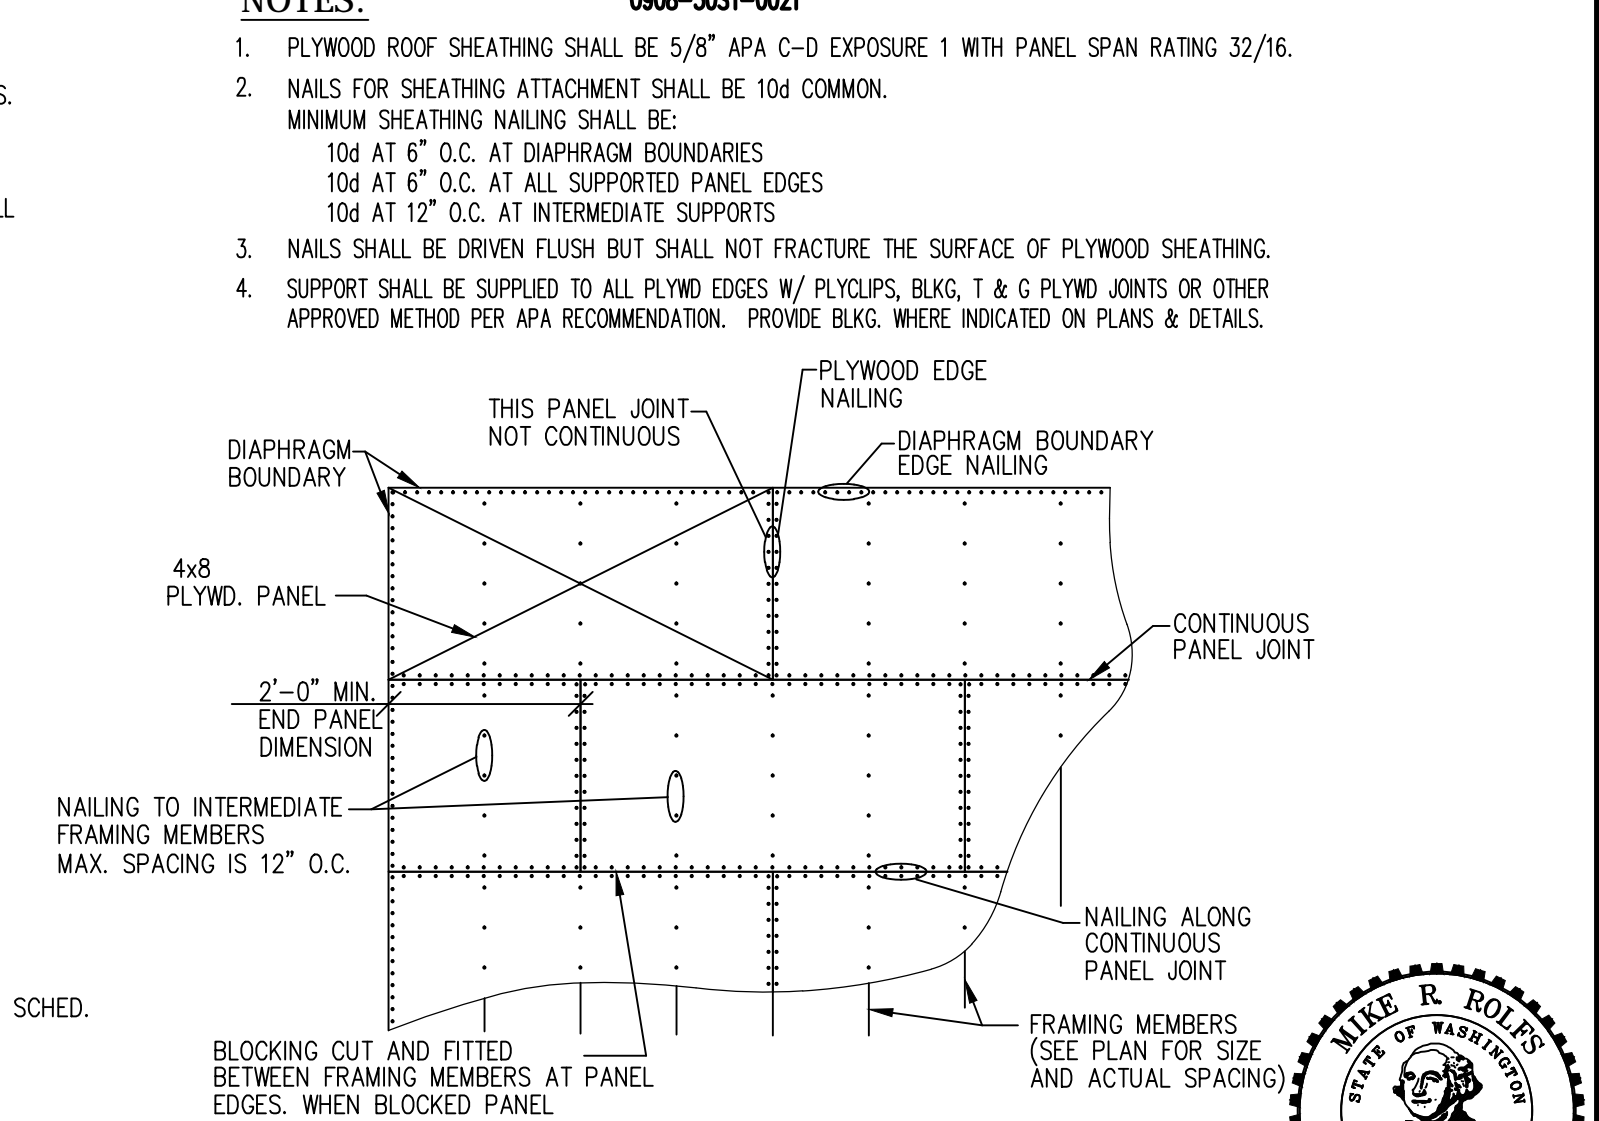 NOTES:
0908-5031-0021
1. PLYWOOD ROOF SHEATHING SHALL BE 5/8" APA C-D EXPOSURE 1 WITH PANEL SPAN RATING 32/16.
2. NAILS FOR SHEATHING ATTACHMENT SHALL BE 10d COMMON.
MINIMUM SHEATHING NAILING SHALL BE:
10d AT 6" O.C. AT DIAPHRAGM BOUNDARIES
10d AT 6" O.C. AT ALL SUPPORTED PANEL EDGES
10d AT 12" O.C. AT INTERMEDIATE SUPPORTS
3. NAILS SHALL BE DRIVEN FLUSH BUT SHALL NOT FRACTURE THE SURFACE OF PLYWOOD SHEATHING.
4. SUPPORT SHALL BE SUPPLIED TO ALL PLYWD EDGES W/ PLYCLIPS, BLKG, T & G PLYWD JOINTS OR OTHER
APPROVED METHOD PER APA RECOMMENDATION. PROVIDE BLKG. WHERE INDICATED ON PLANS & DETAILS.
PLYWOOD EDGE
NAILING
THIS PANEL JOINT
NOT CONTINUOUS
DIAPHRAGM BOUNDARY
EDGE NAILING
DIAPHRAGM
BOUNDARY
4x8
PLYWD. PANEL
CONTINUOUS
PANEL JOINT
2'-0" MIN.
END PANEL
DIMENSION
NAILING TO INTERMEDIATE
FRAMING MEMBERS
MAX. SPACING IS 12" O.C.
NAILING ALONG
CONTINUOUS
PANEL JOINT
SCHED.
FRAMING MEMBERS
(SEE PLAN FOR SIZE
AND ACTUAL SPACING)
BLOCKING CUT AND FITTED
BETWEEN FRAMING MEMBERS AT PANEL
EDGES. WHEN BLOCKED PANEL
MIKE R. ROLFS
STATE OF WASHINGTON